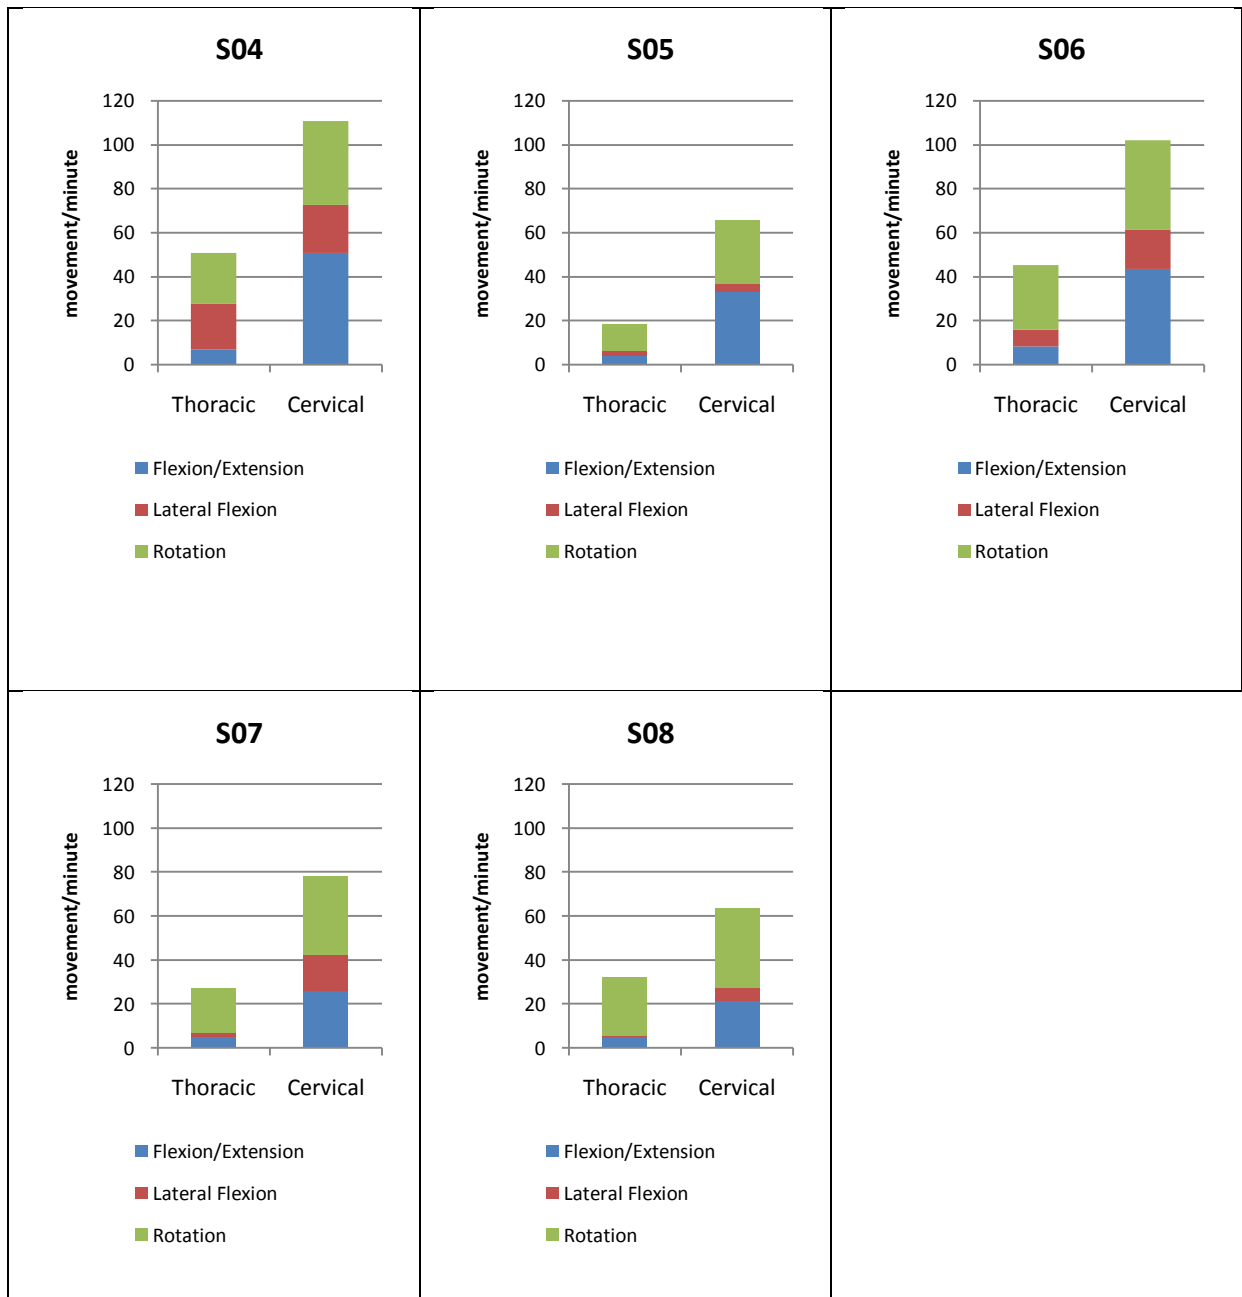 S04
movement/minute
120
100
80
60
40
20
0
Thoracic Cervical
Flexion/Extension
Lateral Flexion
Rotation
S05
movement/minute
120
100
80
60
40
20
0
Thoracic Cervical
Flexion/Extension
Lateral Flexion
Rotation
S06
movement/minute
120
100
80
60
40
20
0
Thoracic Cervical
Flexion/Extension
Lateral Flexion
Rotation
S07
movement/minute
120
100
80
60
40
20
0
Thoracic Cervical
Flexion/Extension
Lateral Flexion
Rotation
S08
movement/minute
120
100
80
60
40
20
0
Thoracic Cervical
Flexion/Extension
Lateral Flexion
Rotation